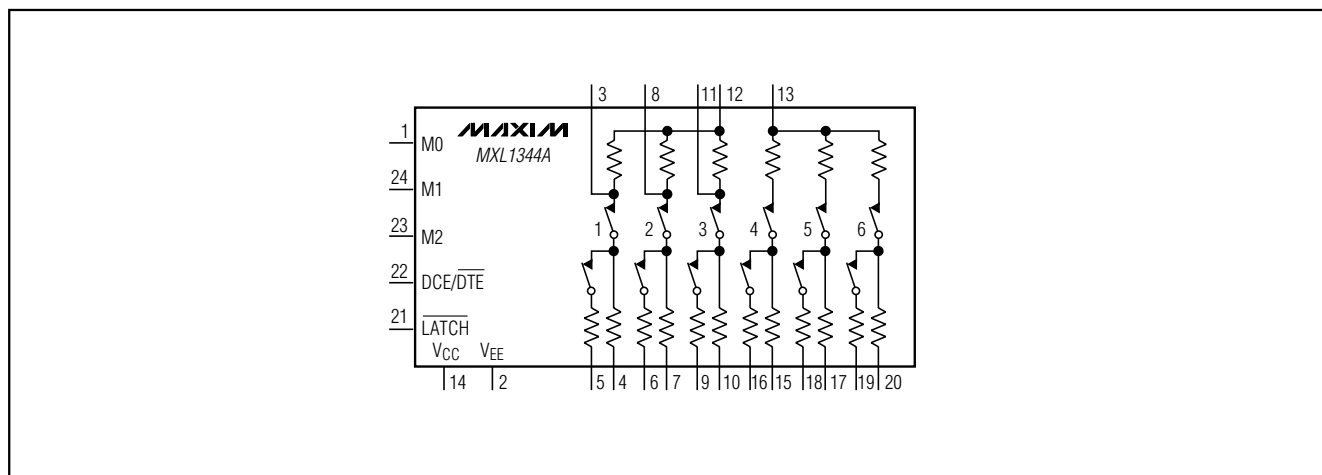 3 8 11 12 13
MAXIM
MXL1344A
1 M0
24 M1
23 M2
22 DCE/D̅T̅E̅
21 L̅A̅T̅C̅H̅
1 2 3 4 5 6
VCC VEE
14 2 5 4 6 7 9 10 16 15 18 17 19 20